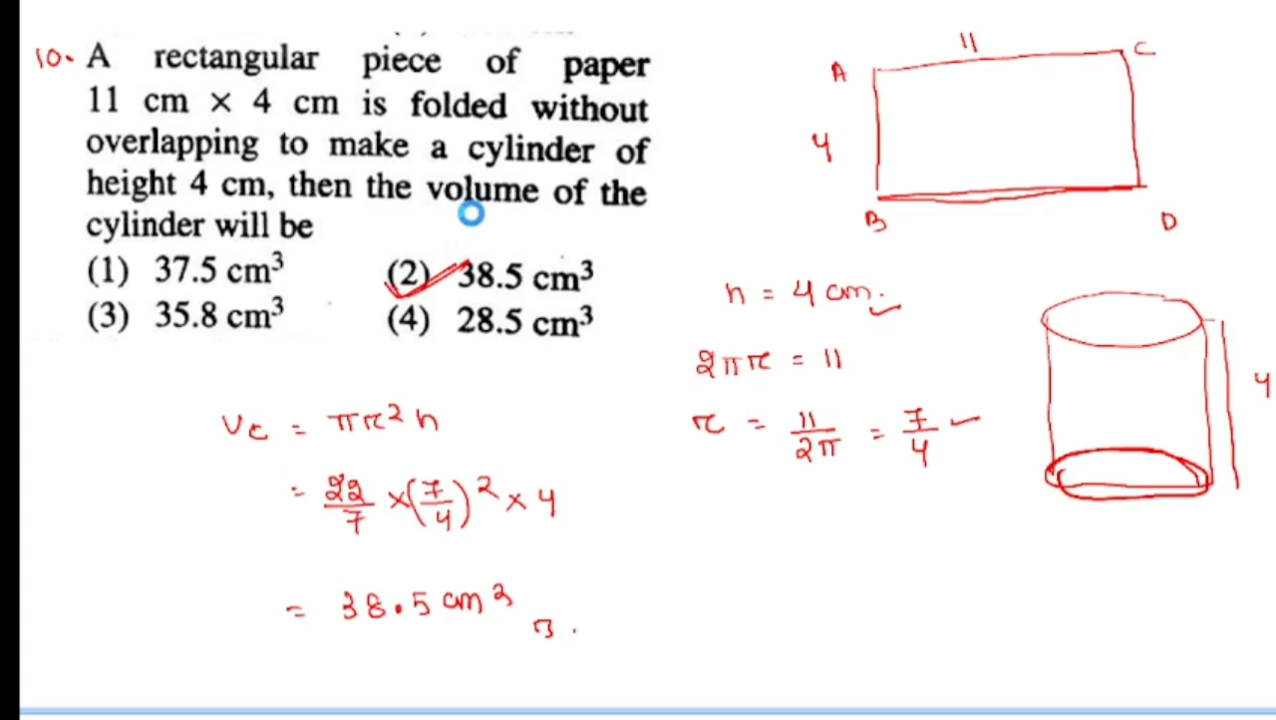 10. A rectangular piece of paper
11 cm × 4 cm is folded without
overlapping to make a cylinder of
height 4 cm, then the volume of the
cylinder will be
(1) 37.5 cm³ (2) 38.5 cm³
(3) 35.8 cm³ (4) 28.5 cm³
A 11 C
4
B D
h = 4 cm.
2πr = 11
r = 11/2π = 7/4
4
Vc = πr²h
= 22/7 × (7/4)² × 4
= 38.5 cm³